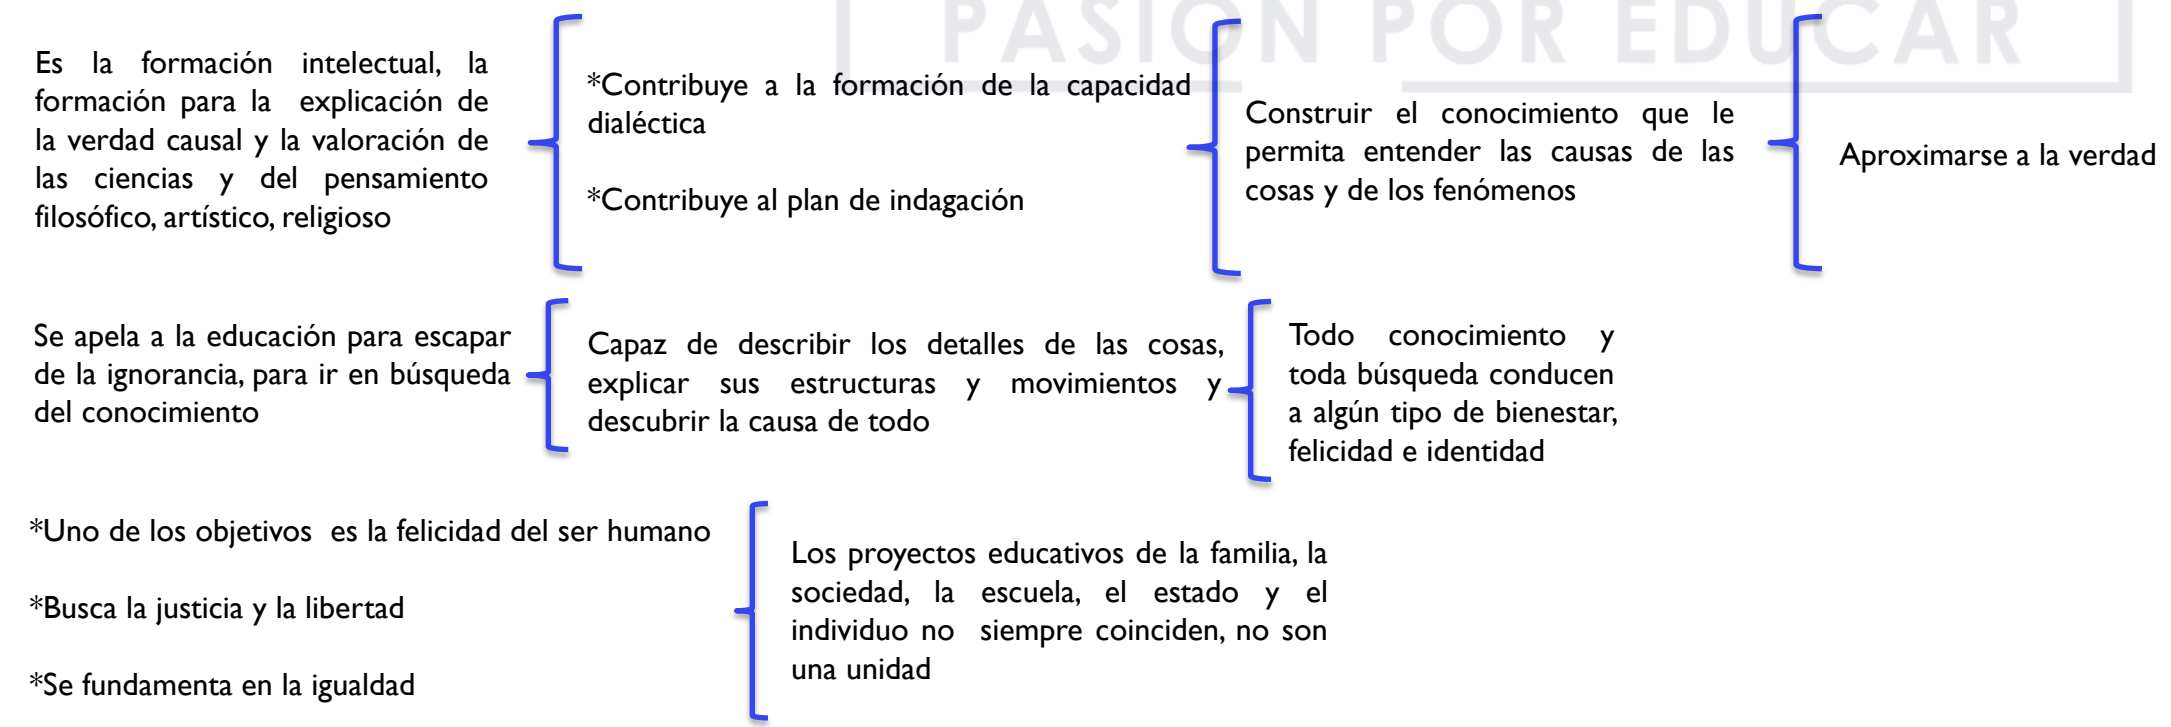 PASIÓN POR EDUCAR
Es la formación intelectual, la
formación para la explicación de
la verdad causal y la valoración de
las ciencias y del pensamiento
filosófico, artístico, religioso
*Contribuye a la formación de la capacidad
dialéctica
*Contribuye al plan de indagación
Construir el conocimiento que le
permita entender las causas de las
cosas y de los fenómenos
Aproximarse a la verdad
Se apela a la educación para escapar
de la ignorancia, para ir en búsqueda
del conocimiento
Capaz de describir los detalles de las cosas,
explicar sus estructuras y movimientos y
descubrir la causa de todo
Todo conocimiento y
toda búsqueda conducen
a algún tipo de bienestar,
felicidad e identidad
*Uno de los objetivos es la felicidad del ser humano
*Busca la justicia y la libertad
*Se fundamenta en la igualdad
Los proyectos educativos de la familia, la
sociedad, la escuela, el estado y el
individuo no siempre coinciden, no son
una unidad